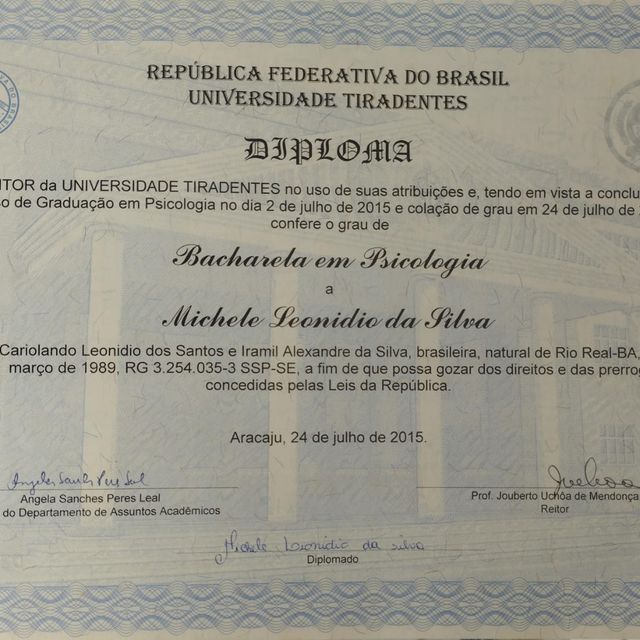 REPÚBLICA FEDERATIVA DO BRASIL
UNIVERSIDADE TIRADENTES
DIPLOMA
ITOR da UNIVERSIDADE TIRADENTES no uso de suas atribuições e, tendo em vista a conclu
so de Graduação em Psicologia no dia 2 de julho de 2015 e colação de grau em 24 de julho de
confere o grau de
Bacharela em Psicologia
a
Michele Leonidio da Silva
Cariolando Leonidio dos Santos e Iramil Alexandre da Silva, brasileira, natural de Rio Real-BA,
março de 1989, RG 3.254.035-3 SSP-SE, a fim de que possa gozar dos direitos e das prerro
concedidas pelas Leis da República.
Aracaju, 24 de julho de 2015.
Angela Sanches Peres Leal
do Departamento de Assuntos Acadêmicos
Prof. Jouberto Uchôa de Mendonça
Reitor
Michele Leonidio da Silva
Diplomado